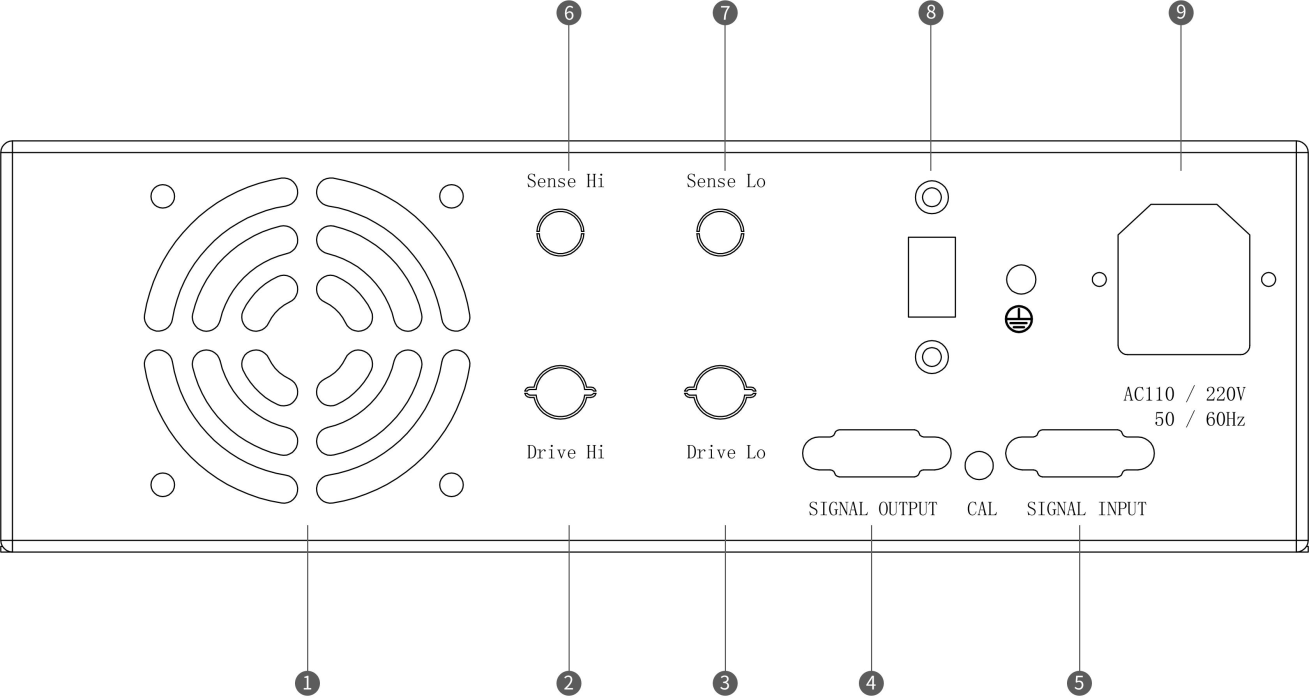 6 7 8 9
Sense Hi Sense Lo
AC110 / 220V
50 / 60Hz
Drive Hi Drive Lo
SIGNAL OUTPUT CAL SIGNAL INPUT
1 2 3 4 5